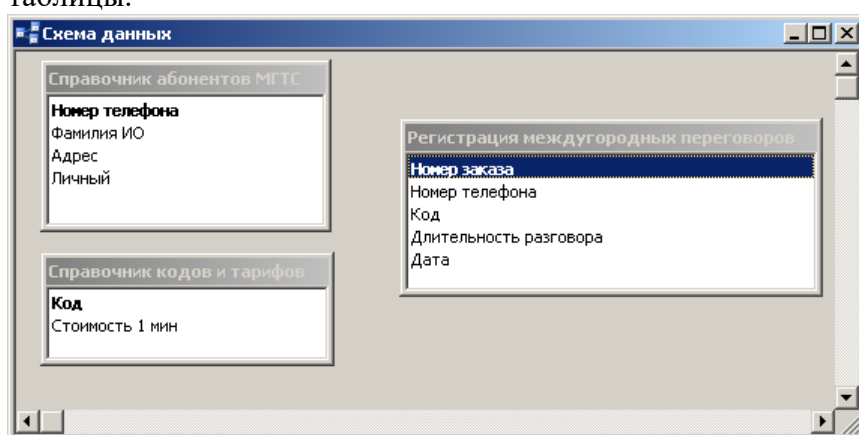 таблицы.
Схема данных
Справочник абонентов МГТС
Номер телефона
Фамилия ИО
Адрес
Личный
Регистрация междугородных переговоров
Номер заказа
Номер телефона
Код
Длительность разговора
Дата
Справочник кодов и тарифов
Код
Стоимость 1 мин